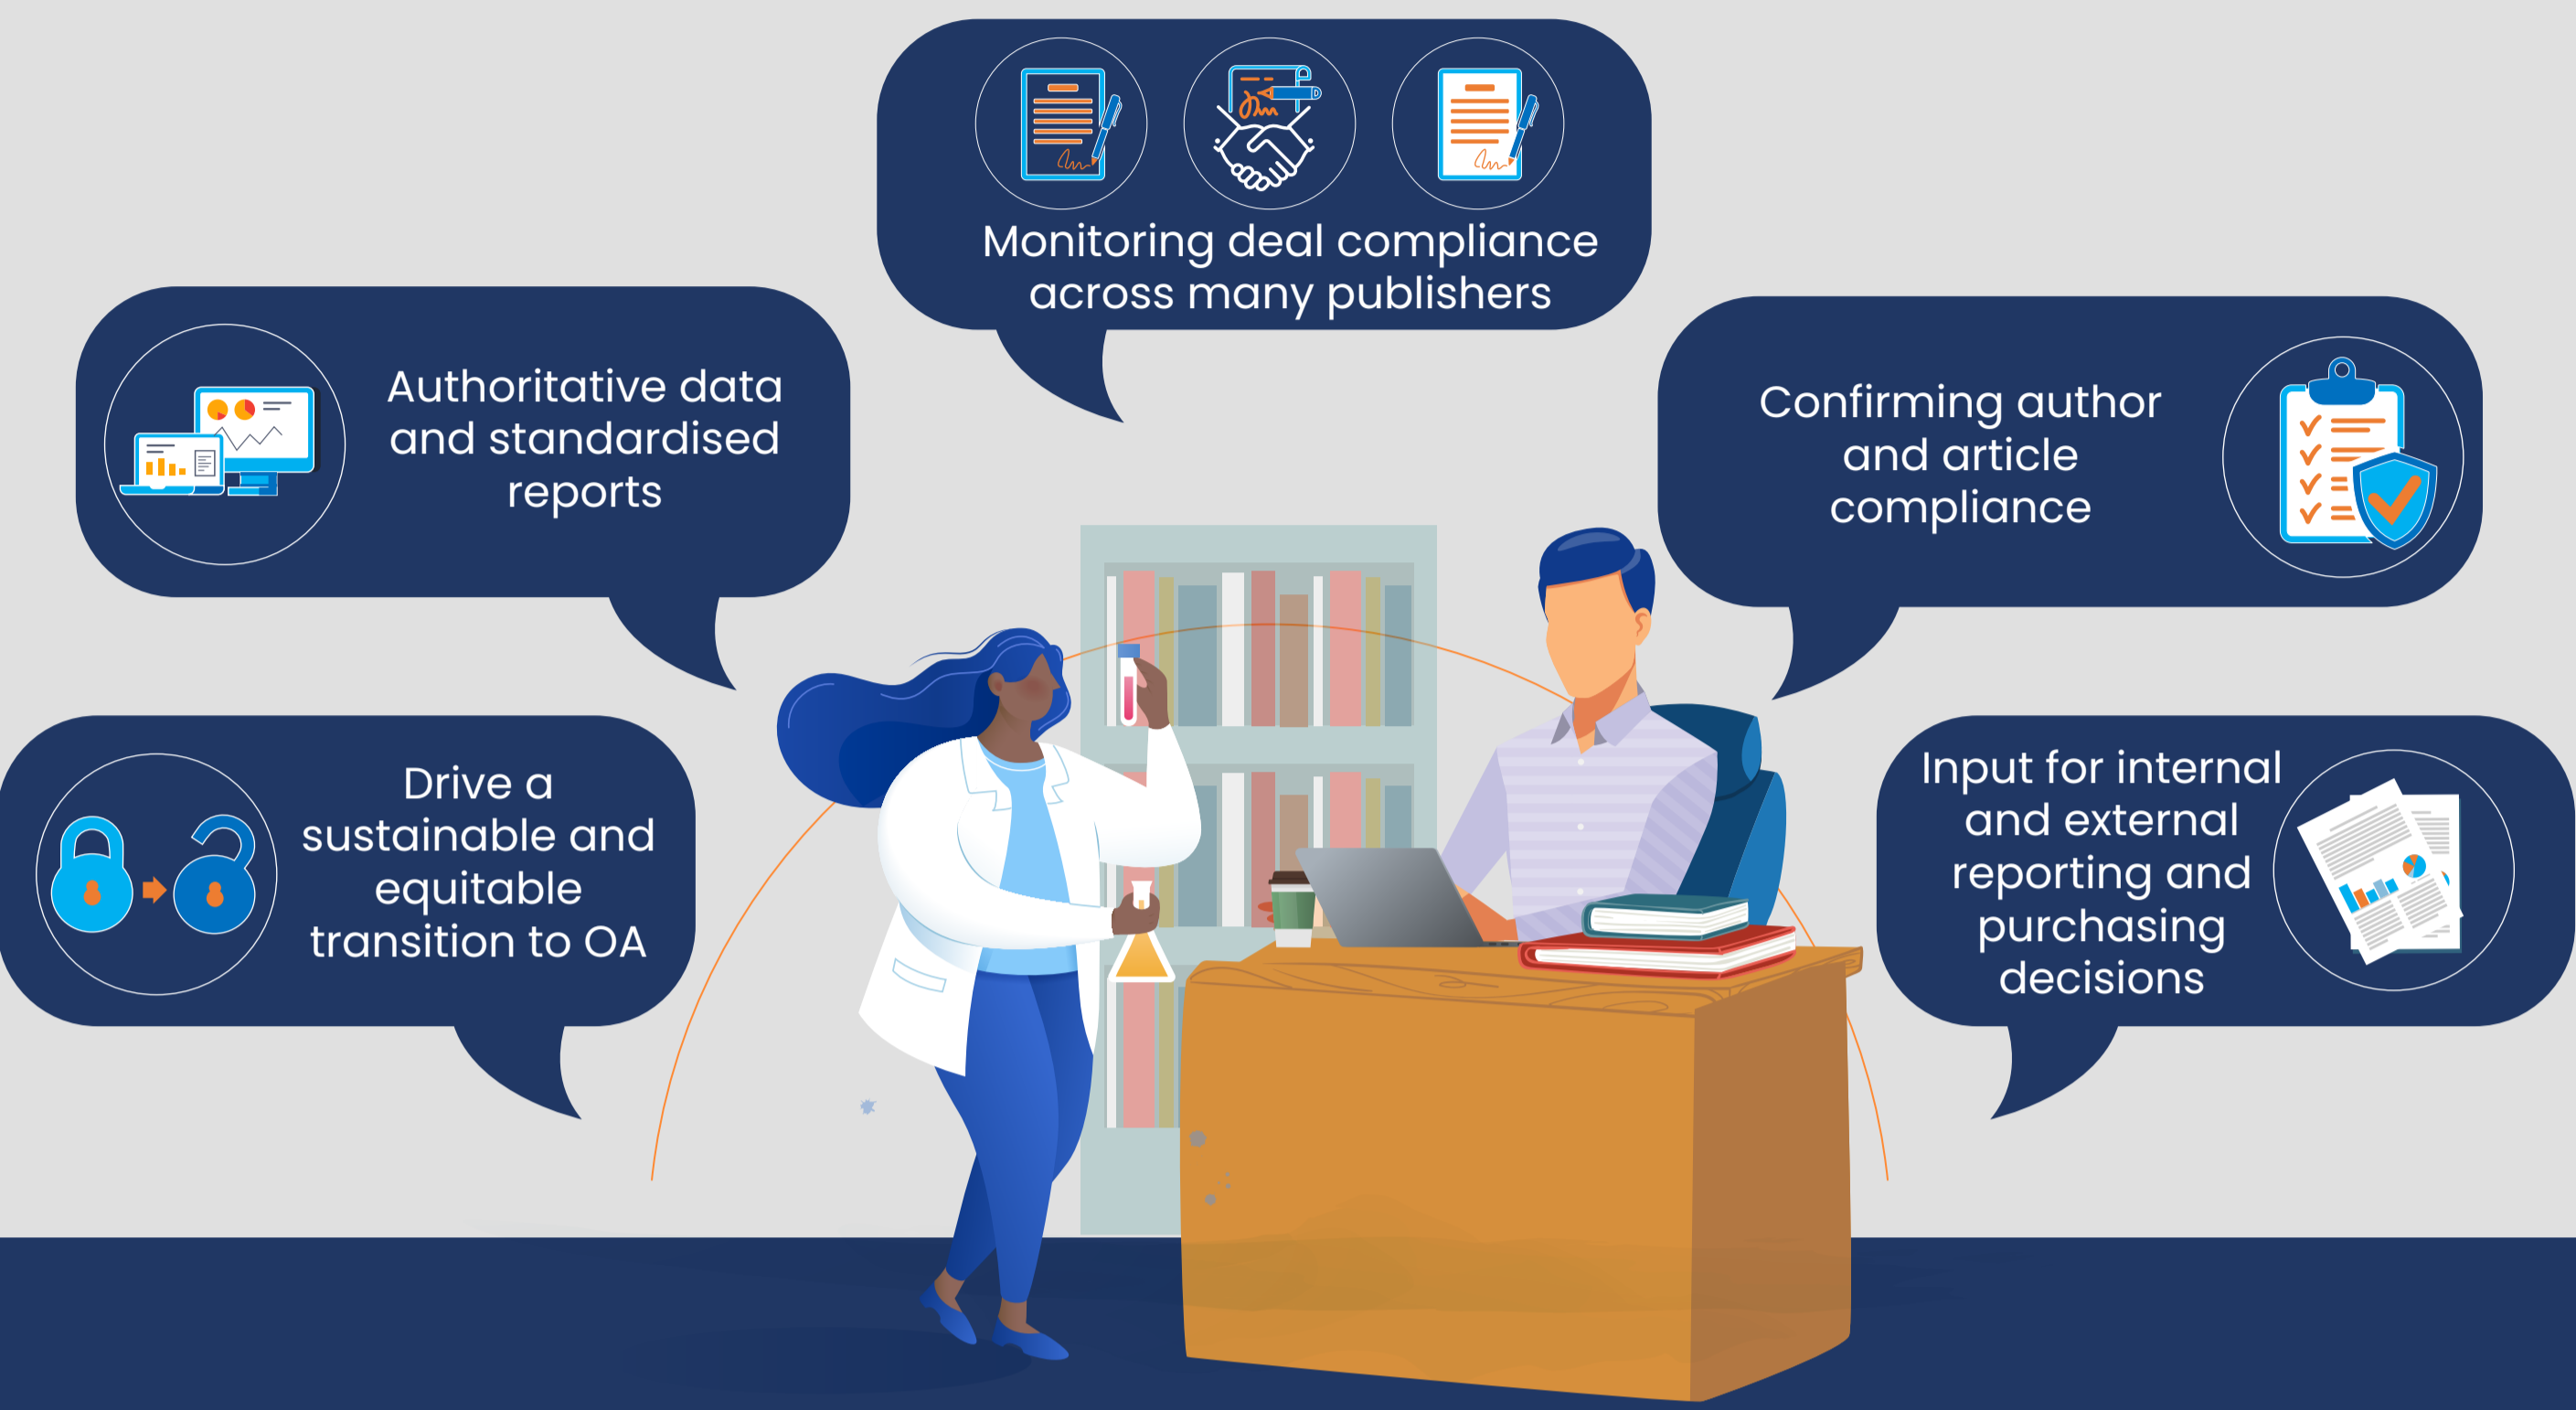 Monitoring deal compliance
across many publishers
Authoritative data
and standardised
reports
Confirming author
and article
compliance
Drive a
sustainable and
equitable
transition to OA
Input for internal
and external
reporting and
purchasing
decisions